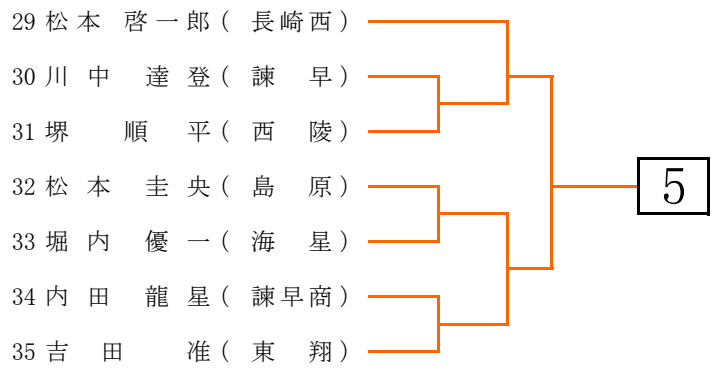 29 松本 啓一郎 ( 長崎西 )
30 川中 達登 ( 諫早 )
31 堺 順平 ( 西陵 )
32 松本 圭央 ( 島原 )
33 堀内 優一 ( 海星 )
34 内田 龍星 ( 諫早商 )
35 吉田 准 ( 東翔 )
5